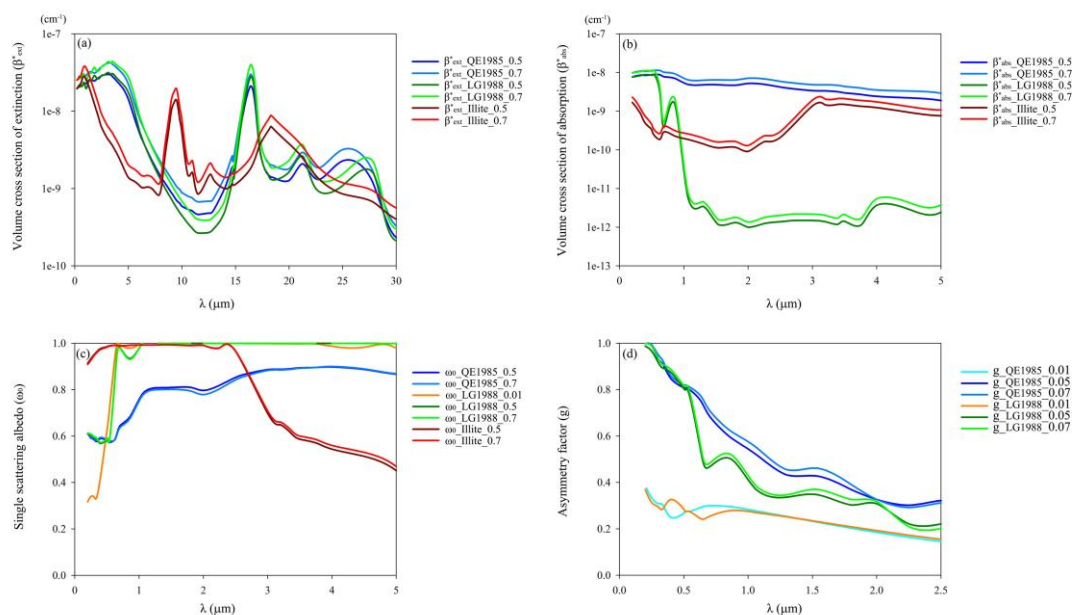 (cm⁻¹)
1e-7
1e-8
1e-9
1e-10
(a)
Volume cross section of extinction (β*ext)
0 5 10 15 20 25 30
λ (μm)
β*ext_QE1985_0.5
β*ext_QE1985_0.7
β*ext_LG1988_0.5
β*ext_LG1988_0.7
β*ext_Illite_0.5
β*ext_Illite_0.7
(cm⁻¹)
1e-7
1e-8
1e-9
1e-10
1e-11
1e-12
1e-13
(b)
Volume cross section of absorption (β*abs)
0 1 2 3 4 5
λ (μm)
β*abs_QE1985_0.5
β*abs_QE1985_0.7
β*abs_LG1988_0.5
β*abs_LG1988_0.7
β*abs_Illite_0.5
β*abs_Illite_0.7
1.0
0.8
0.6
0.4
0.2
0.0
(c)
Single scattering albedo (ω₀)
0 1 2 3 4 5
λ (μm)
ω₀_QE1985_0.5
ω₀_QE1985_0.7
ω₀_LG1988_0.01
ω₀_LG1988_0.5
ω₀_LG1988_0.7
ω₀_Illite_0.5
ω₀_Illite_0.7
1.0
0.8
0.6
0.4
0.2
0.0
(d)
Asymmetry factor (g)
0.0 0.5 1.0 1.5 2.0 2.5
λ (μm)
g_QE1985_0.01
g_QE1985_0.05
g_QE1985_0.07
g_LG1988_0.01
g_LG1988_0.05
g_LG1988_0.07